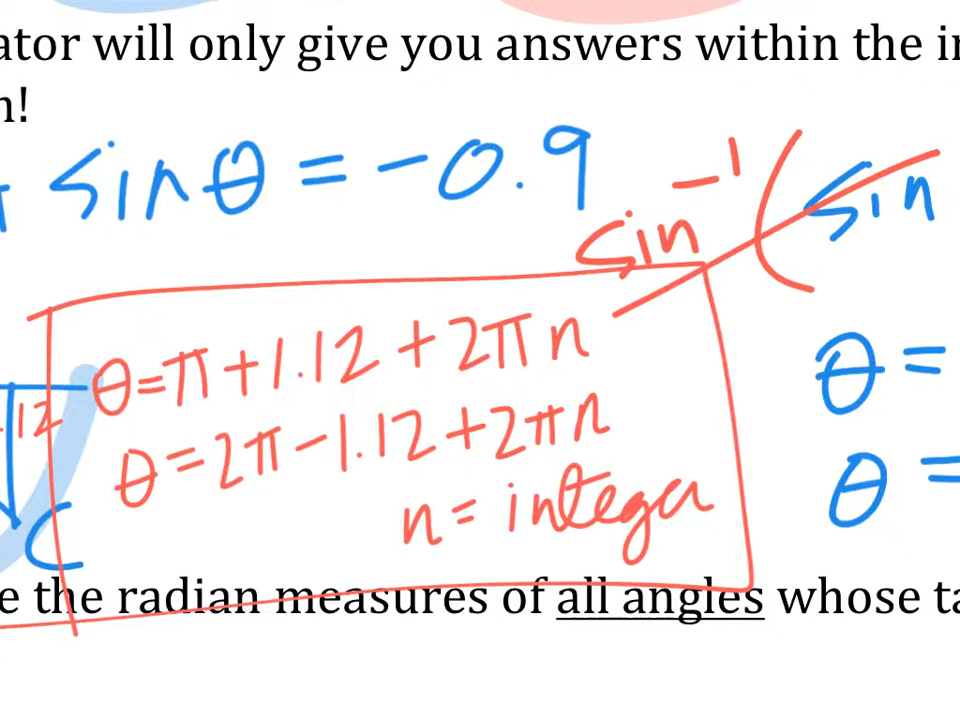 ator will only give you answers within the in
n!
sin θ = -0.9
sin⁻¹(sin
θ = π + 1.12 + 2πn
θ =
.12
θ = 2π - 1.12 + 2πn
θ =
n = integer
C
e the radian measures of all angles whose ta